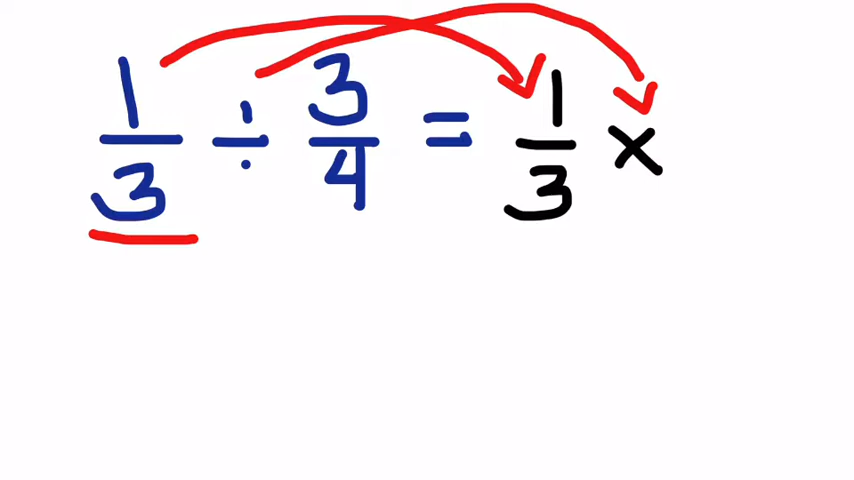 1/3 ÷ 3/4 = 1/3 ×